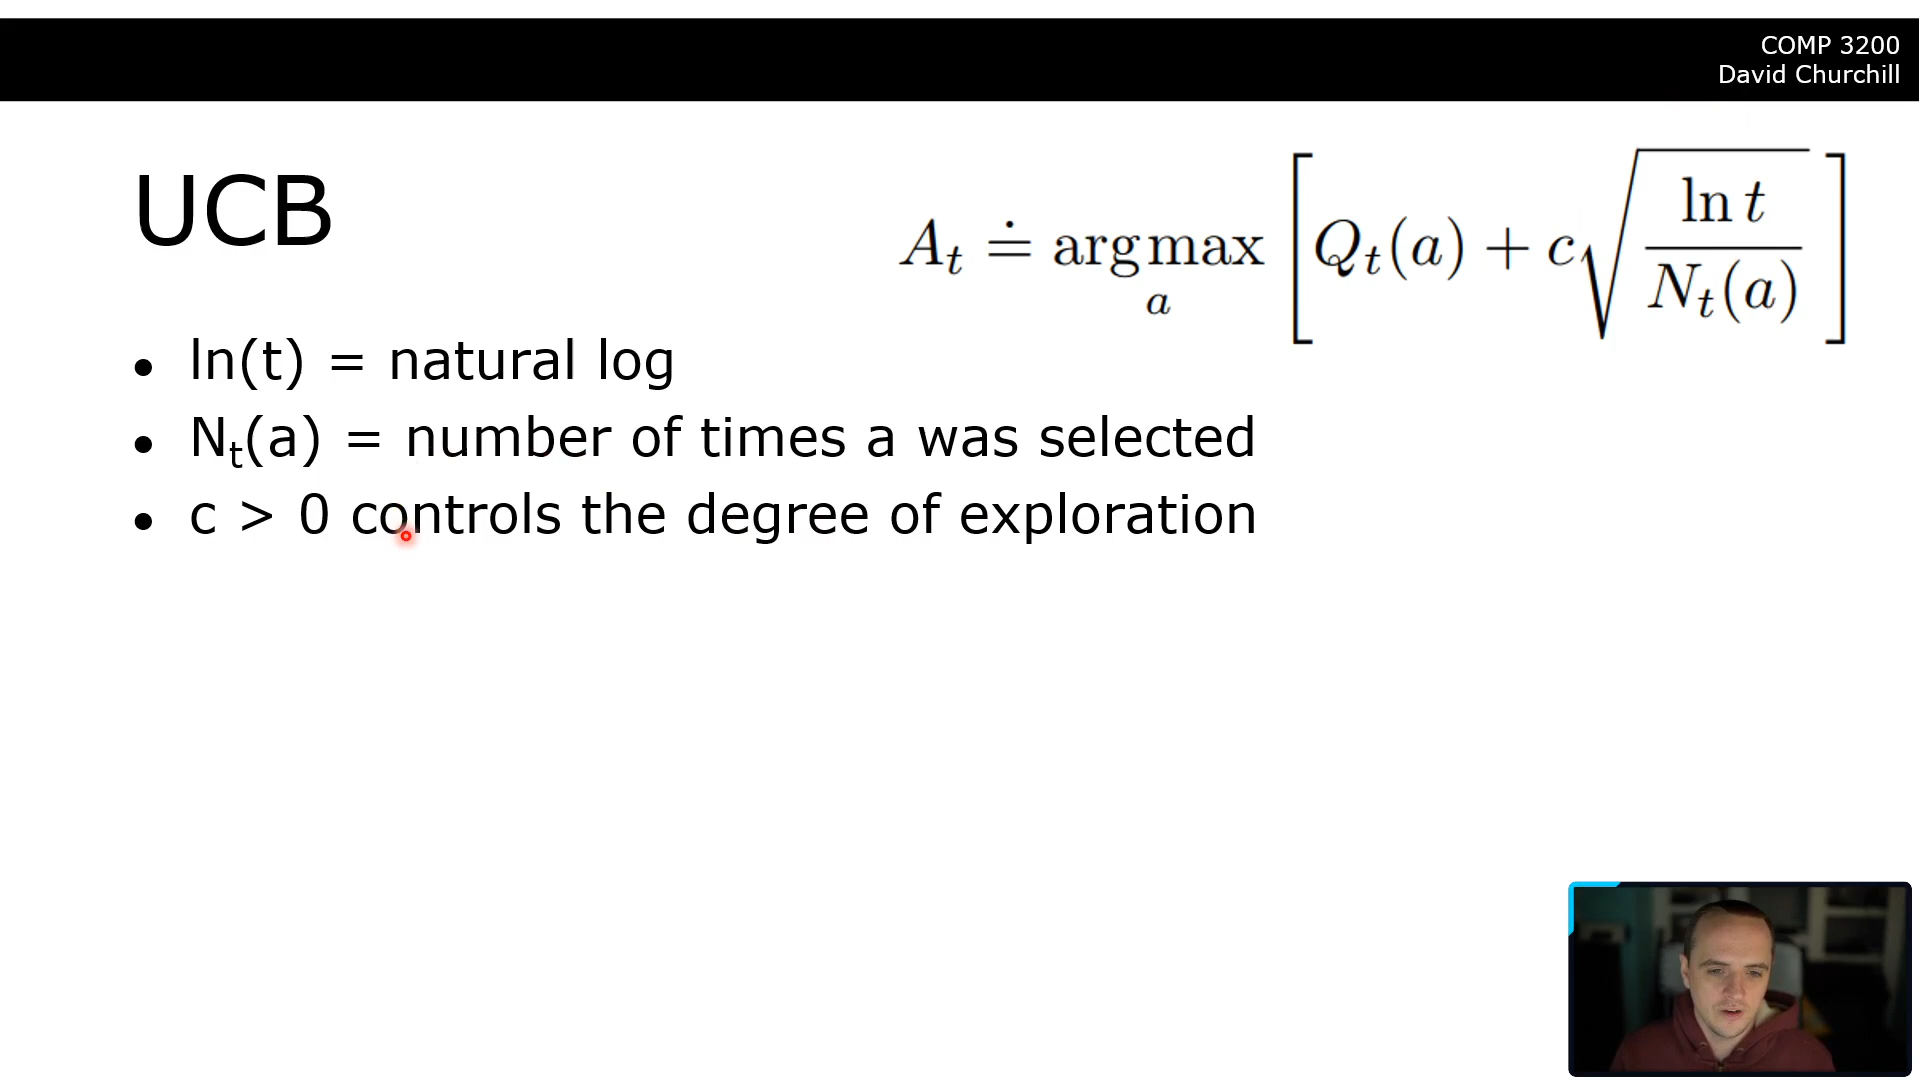 COMP 3200
David Churchill
UCB
A_t ≐ argmax_a [ Q_t(a) + c√(ln t / N_t(a)) ]
• ln(t) = natural log
• N_t(a) = number of times a was selected
• c > 0 controls the degree of exploration